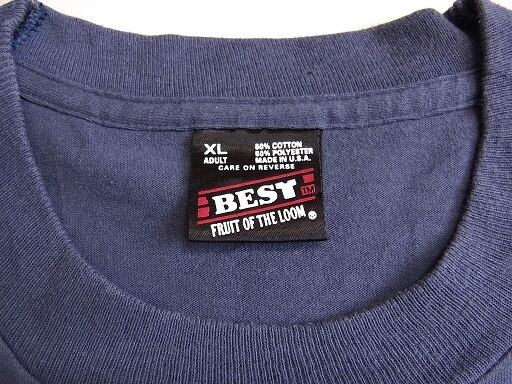 XL 50% COTTON
50% POLYESTER
ADULT MADE IN U.S.A.
CARE ON REVERSE
BEST TM
FRUIT OF THE LOOM ®